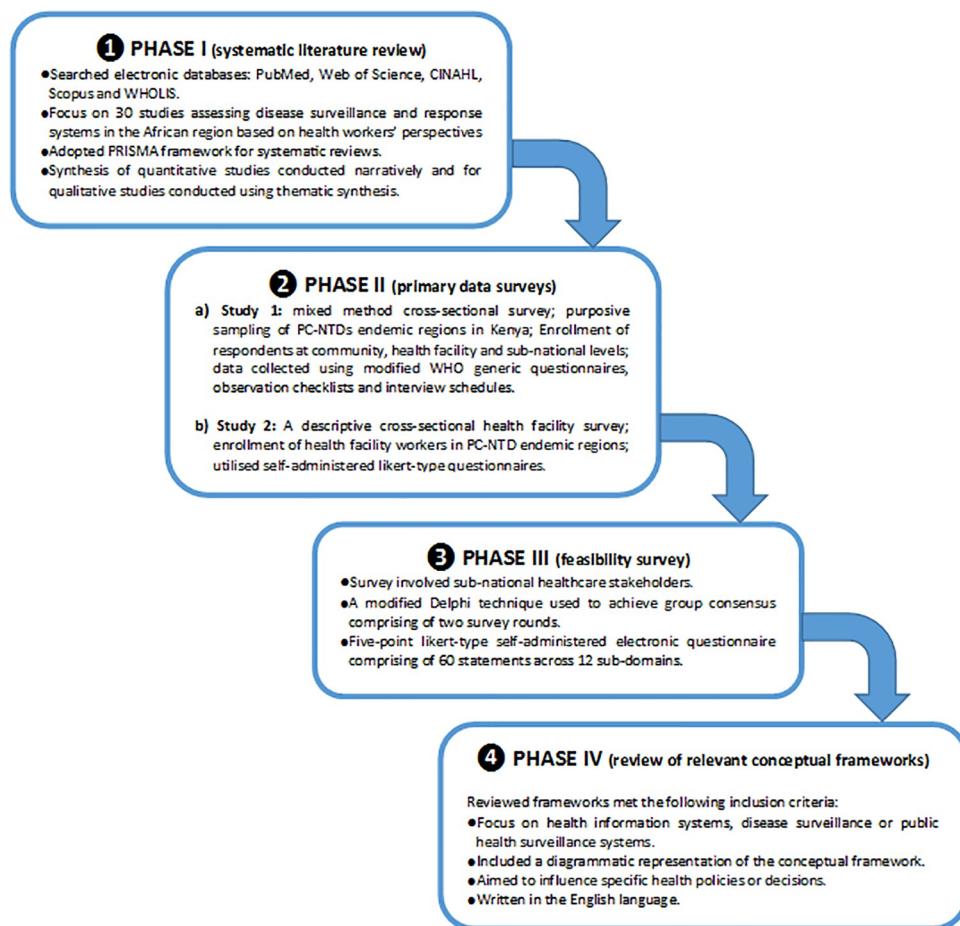 1 PHASE I (systematic literature review)
●Searched electronic databases: PubMed, Web of Science, CINAHL,
Scopus and WHOLIS.
●Focus on 30 studies assessing disease surveillance and response
systems in the African region based on health workers' perspectives
●Adopted PRISMA framework for systematic reviews.
●Synthesis of quantitative studies conducted narratively and for
qualitative studies conducted using thematic synthesis.
2 PHASE II (primary data surveys)
a) Study 1: mixed method cross-sectional survey; purposive
sampling of PC-NTDs endemic regions in Kenya; Enrollment of
respondents at community, health facility and sub-national levels;
data collected using modified WHO generic questionnaires,
observation checklists and interview schedules.
b) Study 2: A descriptive cross-sectional health facility survey;
enrollment of health facility workers in PC-NTD endemic regions;
utilised self-administered likert-type questionnaires.
3 PHASE III (feasibility survey)
●Survey involved sub-national healthcare stakeholders.
●A modified Delphi technique used to achieve group consensus
comprising of two survey rounds.
●Five-point likert-type self-administered electronic questionnaire
comprising of 60 statements across 12 sub-domains.
4 PHASE IV (review of relevant conceptual frameworks)
Reviewed frameworks met the following inclusion criteria:
●Focus on health information systems, disease surveillance or public
health surveillance systems.
●Included a diagrammatic representation of the conceptual framework.
●Aimed to influence specific health policies or decisions.
●Written in the English language.